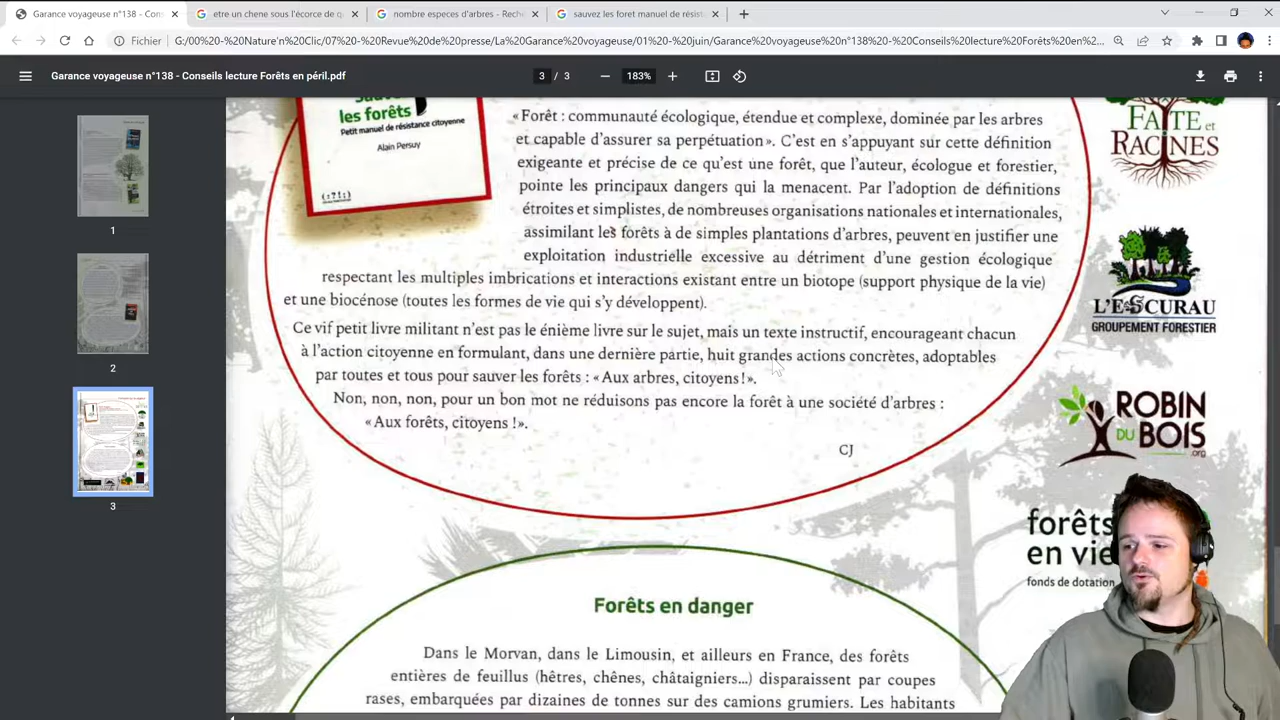 Garance voyageuse n°138 - Cons
etre un chene sous l'écorce de q
nombre especes d'arbres - Reche
sauvez les foret manuel de résist
Fichier
G:/00%20-%20Nature'n%20Clic/07%20-%20Revue%20de%20presse/La%20Garance%20voyageuse/01%20-%20juin/Garance%20voyageuse%20n°138%20-%20Conseils%20lecture%20Forêts%20en%2...
Garance voyageuse n°138 - Conseils lecture Forêts en péril.pdf
3 / 3
183%
1
2
3
les forêts
Petit manuel de résistance citoyenne
Alain Persuy
(:?!;)
«Forêt : communauté écologique, étendue et complexe, dominée par les arbres
et capable d'assurer sa perpétuation». C'est en s'appuyant sur cette définition
exigeante et précise de ce qu'est une forêt, que l'auteur, écologue et forestier,
pointe les principaux dangers qui la menacent. Par l'adoption de définitions
étroites et simplistes, de nombreuses organisations nationales et internationales,
assimilant les forêts à de simples plantations d'arbres, peuvent en justifier une
exploitation industrielle excessive au détriment d'une gestion écologique
respectant les multiples imbrications et interactions existant entre un biotope (support physique de la vie)
et une biocénose (toutes les formes de vie qui s'y développent).
Ce vif petit livre militant n'est pas le énième livre sur le sujet, mais un texte instructif, encourageant chacun
à l'action citoyenne en formulant, dans une dernière partie, huit grandes actions concrètes, adoptables
par toutes et tous pour sauver les forêts : «Aux arbres, citoyens!».
Non, non, non, pour un bon mot ne réduisons pas encore la forêt à une société d'arbres :
«Aux forêts, citoyens !».
CJ
FAÎTE et
RACINES
L'ESCURAU
GROUPEMENT FORESTIER
ROBIN
DU BOIS
.org
forêts
en vie
fonds de dotation
Forêts en danger
Dans le Morvan, dans le Limousin, et ailleurs en France, des forêts
entières de feuillus (hêtres, chênes, châtaigniers...) disparaissent par coupes
rases, embarquées par dizaines de tonnes sur des camions grumiers. Les habitants